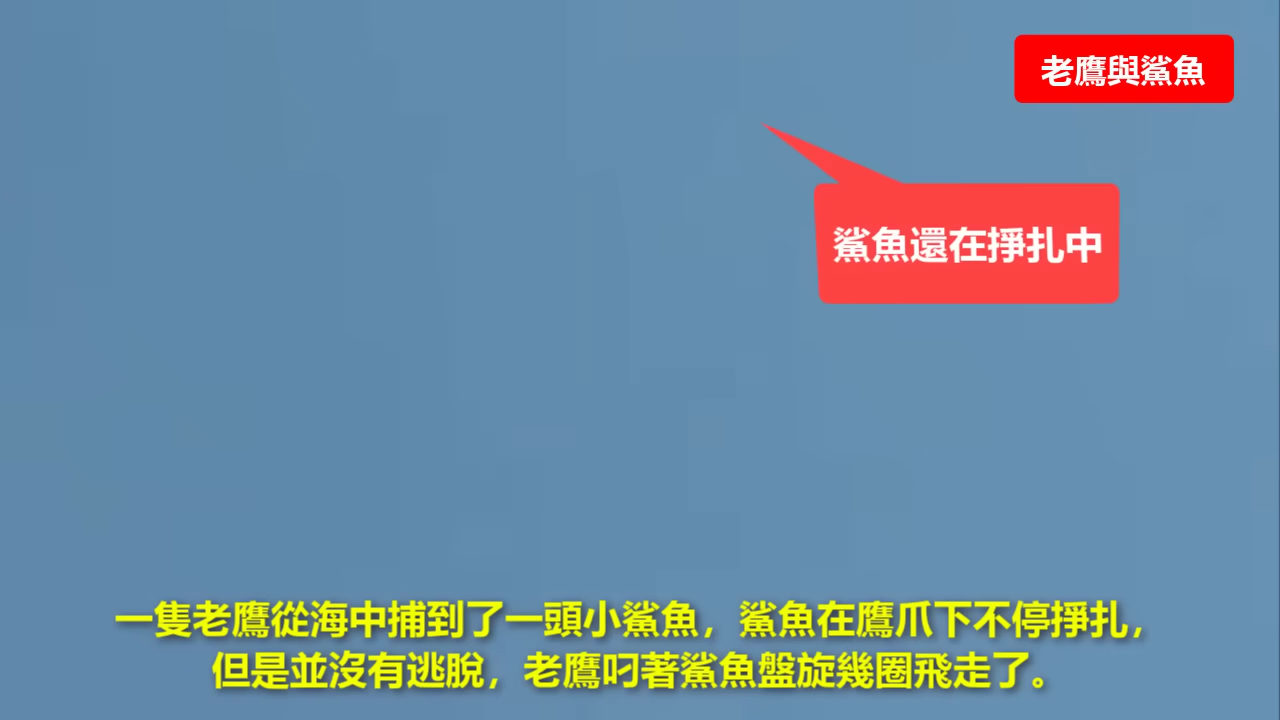 老鷹與鯊魚
鯊魚還在掙扎中
一隻老鷹從海中捕到了一頭小鯊魚，鯊魚在鷹爪下不停掙扎，
但是並沒有逃脫，老鷹叼著鯊魚盤旋幾圈飛走了。